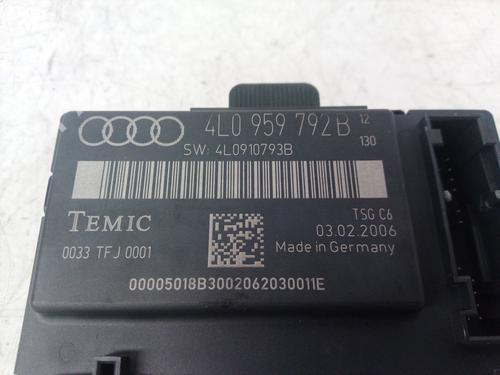 4L0 959 792B 12
130
SW: 4L0910793B
TEMIC
TSG C6
03.02.2006
0033 TFJ 0001
Made in Germany
00005018B3002062030011E